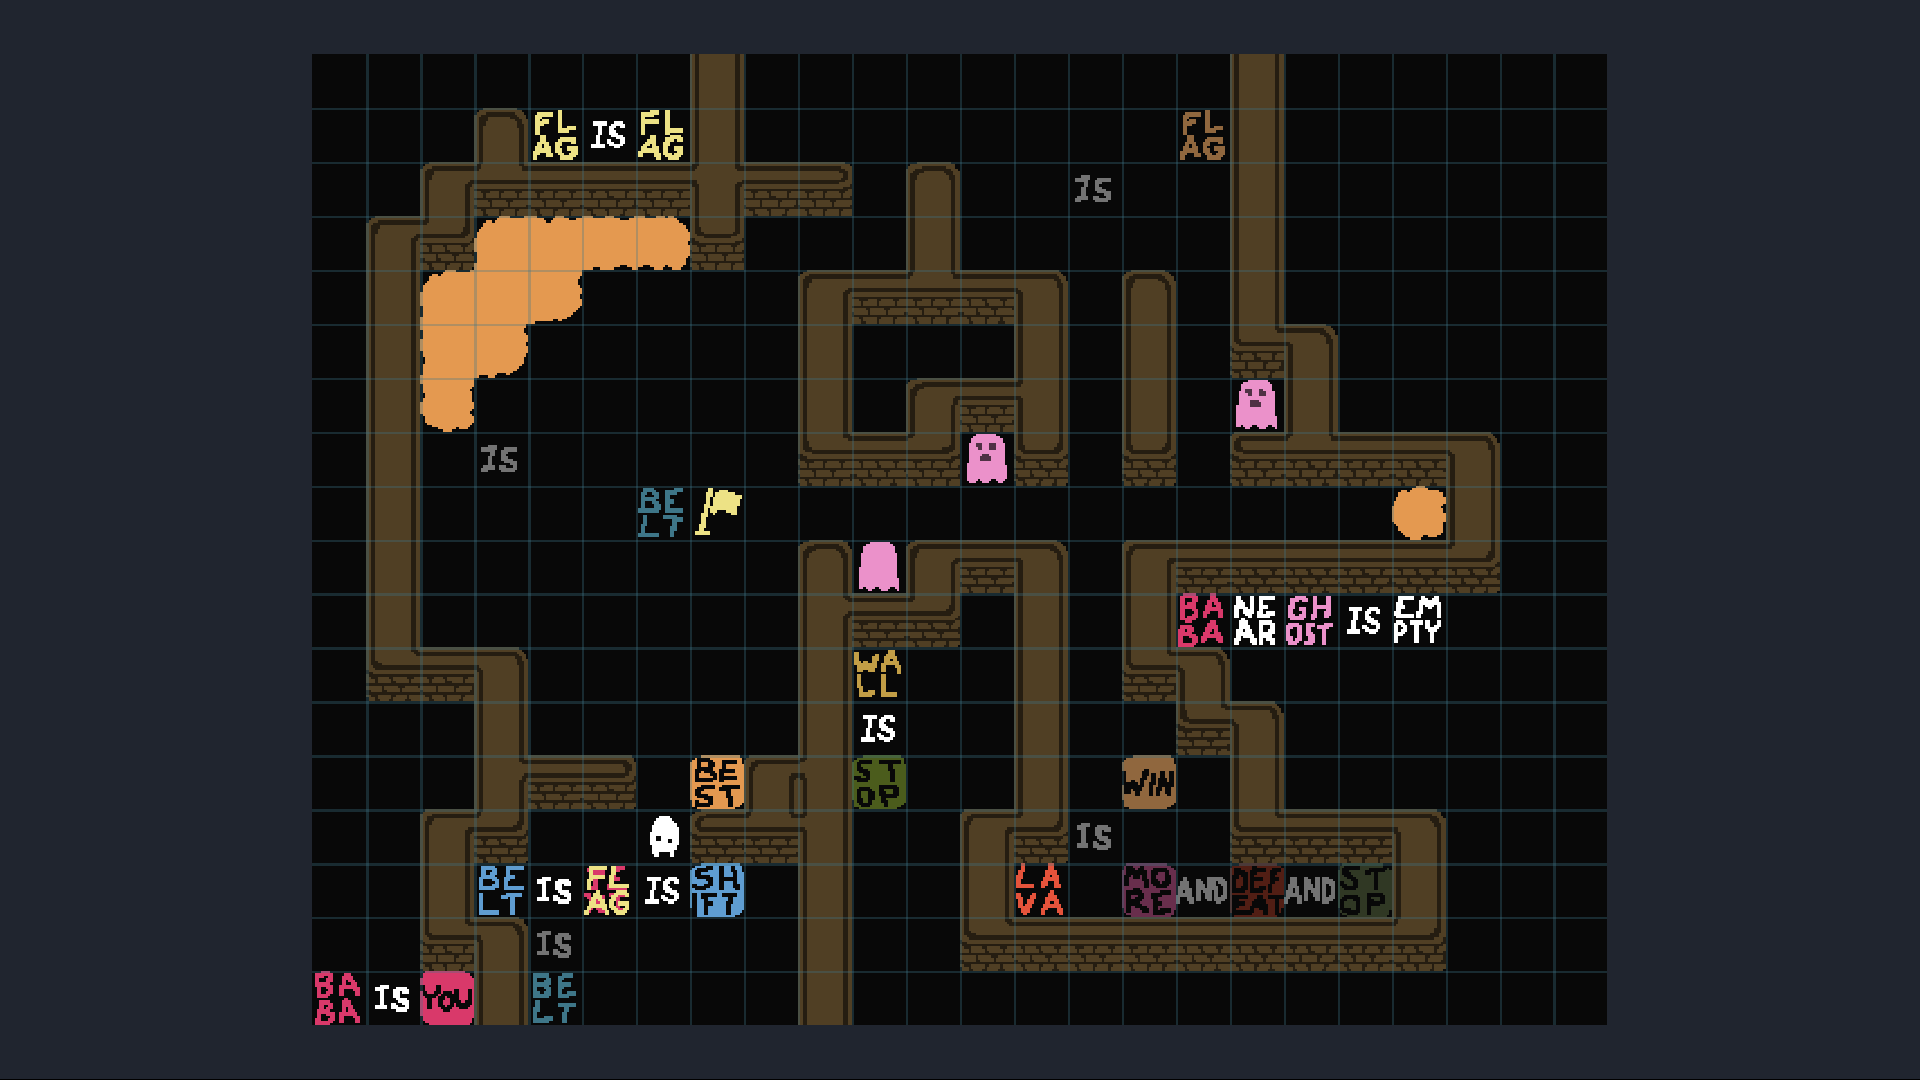 FLAG IS FLAG
FLAG
IS
IS
BELT
BABA NEAR GHOST IS EMPTY
WALL
IS
BEST STOP WIN
IS
BELT IS FLAG IS SHIFT LAVA MORE AND DEFEAT AND STOP
IS
BABA IS YOU BELT